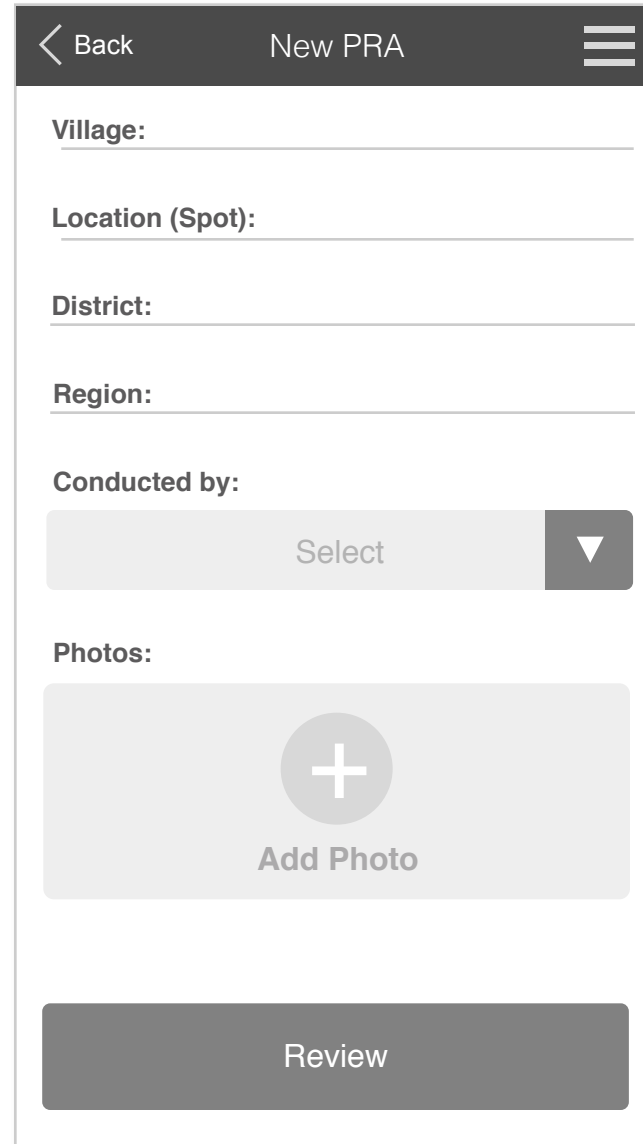 Back
New PRA
Village:
Location (Spot):
District:
Region:
Conducted by:
Select
Photos:
Add Photo
Review